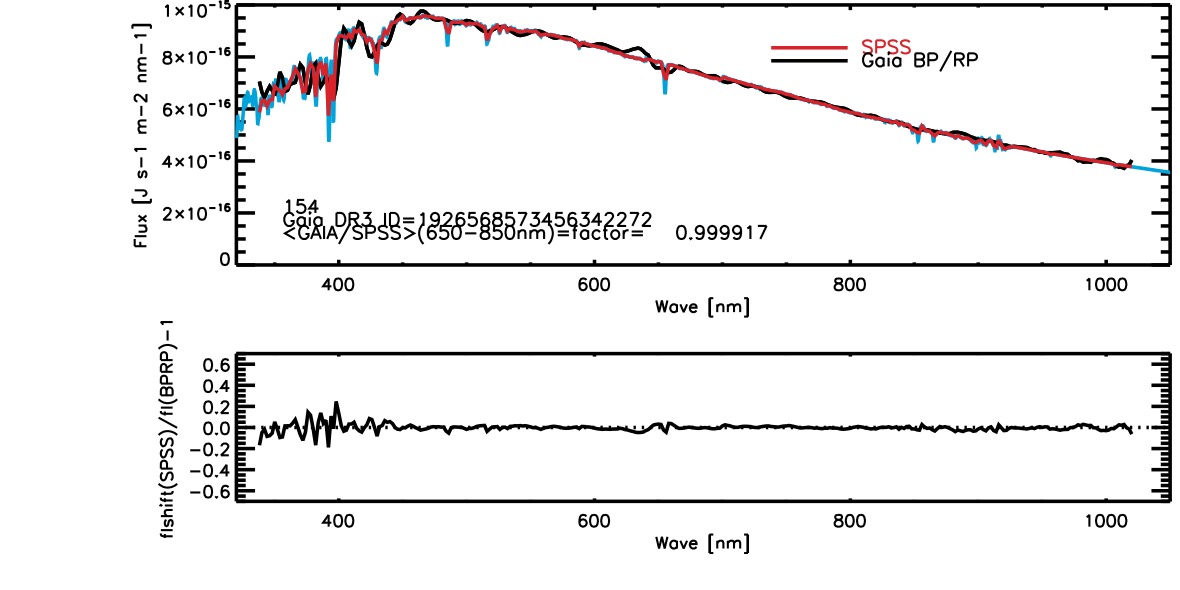 1×10−15
8×10−16
6×10−16
4×10−16
2×10−16
0
Flux [J s−1 m−2 nm−1]
SPSS
Gaia BP/RP
154
Gaia DR3 ID=1926568573456342272
<GAIA/SPSS>(650−850nm)=factor= 0.999917
400 600 800 1000
Wave [nm]
flshift(SPSS)/fl(BPRP)−1
0.6
0.4
0.2
0.0
−0.2
−0.4
−0.6
400 600 800 1000
Wave [nm]